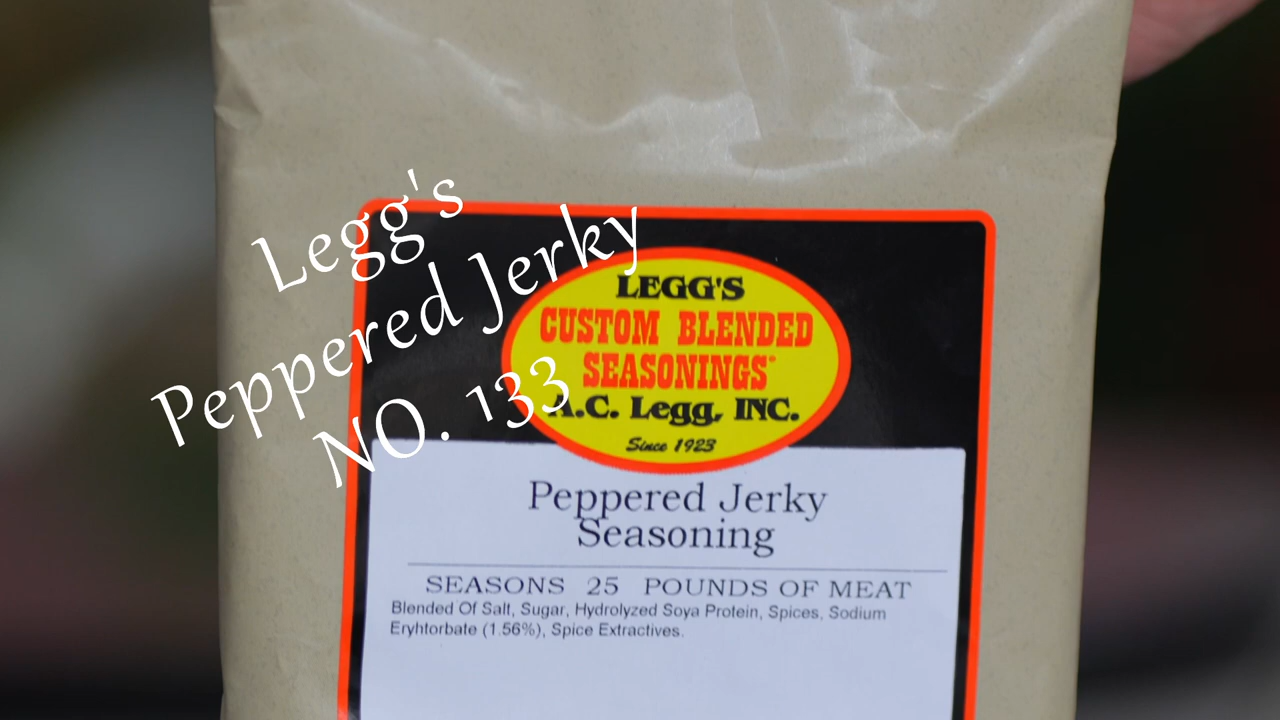 Legg's
Peppered Jerky
NO. 133
LEGG'S
CUSTOM BLENDED
SEASONINGS
A.C. Legg, INC.
Since 1923
Peppered Jerky
Seasoning
SEASONS 25 POUNDS OF MEAT
Blended Of Salt, Sugar, Hydrolyzed Soya Protein, Spices, Sodium
Eryhtorbate (1.56%), Spice Extractives.